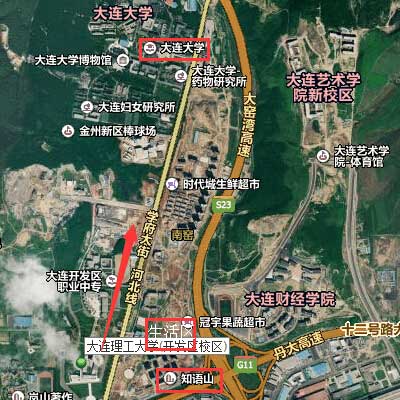 大连大学
大连大学
大连大学博物馆
大连大学-
药物研究所
大连艺术学
院新校区
大连妇女研究所
大窑湾高速
金州新区棒球场
大连艺术学
院-体育馆
时代城生鲜超市
S23
学府大街
河北线
南窑
大连开发区
职业中专
大连财经学院
生活区
冠宇果蔬超市
十三号路
大连理工大学(开发区校区)
丹大高速
知语山
G11
岚山著作